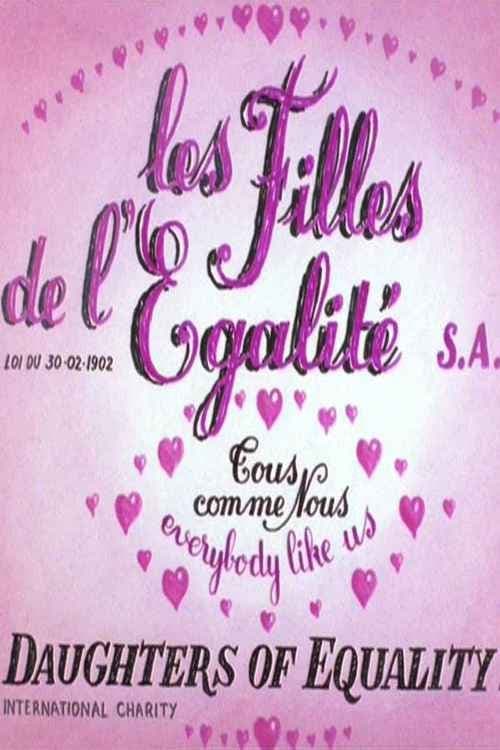 les Filles
de l'Egalité S.A.
LOI DU 30-02-1902
Tous
comme Nous
everybody like us
DAUGHTERS OF EQUALITY
INTERNATIONAL CHARITY